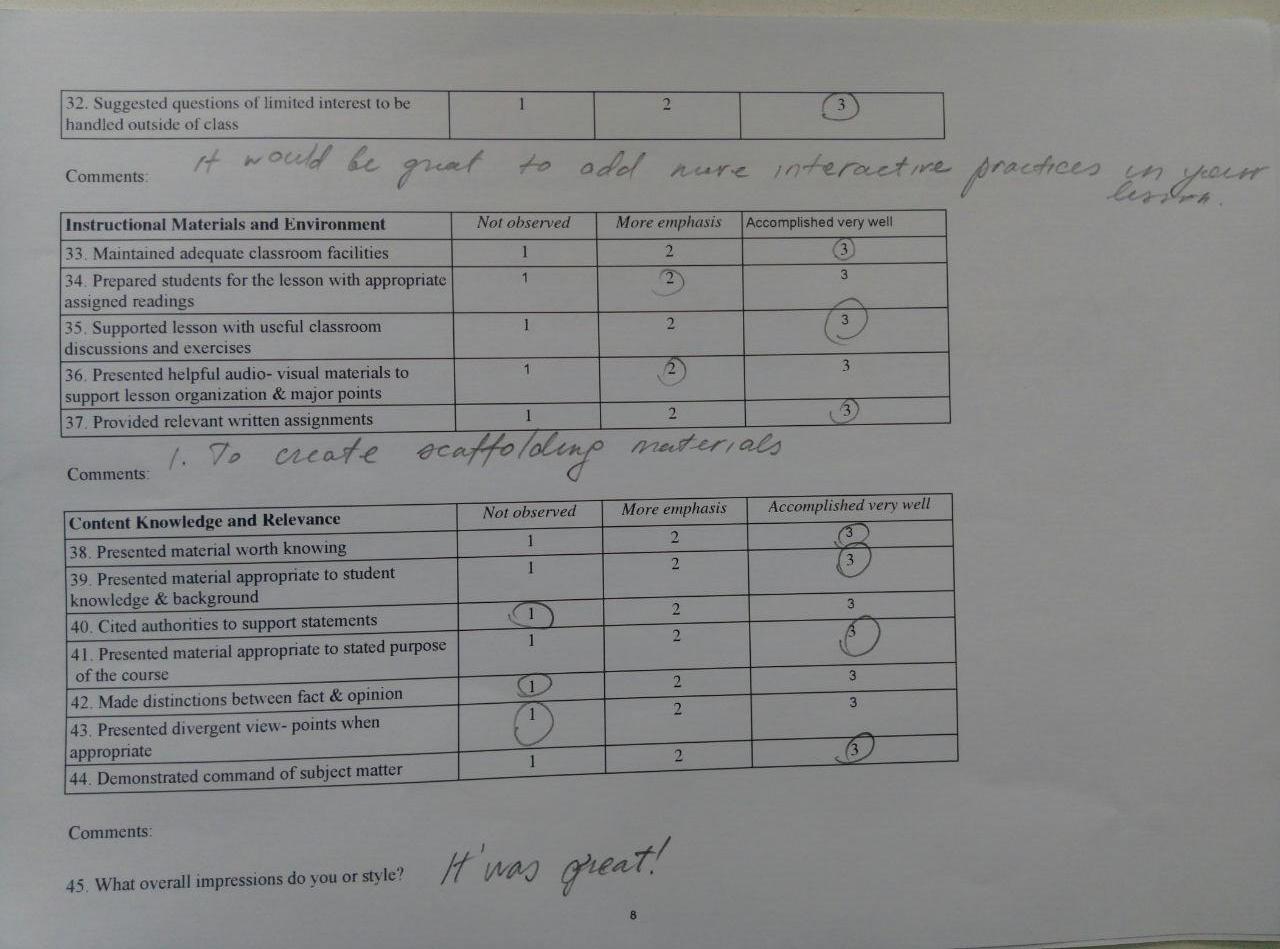 32. Suggested questions of limited interest to be 1 2 3
handled outside of class
Comments: It would be great to add more interactive practices in your
lesson.
Instructional Materials and Environment Not observed More emphasis Accomplished very well
33. Maintained adequate classroom facilities 1 2 3
34. Prepared students for the lesson with appropriate 1 2 3
assigned readings
35. Supported lesson with useful classroom 1 2 3
discussions and exercises
36. Presented helpful audio- visual materials to 1 2 3
support lesson organization & major points
37. Provided relevant written assignments 1 2 3
Comments: 1. To create scaffolding materials
Content Knowledge and Relevance Not observed More emphasis Accomplished very well
38. Presented material worth knowing 1 2 3
39. Presented material appropriate to student 1 2 3
knowledge & background
40. Cited authorities to support statements 1 2 3
41. Presented material appropriate to stated purpose 1 2 3
of the course
42. Made distinctions between fact & opinion 1 2 3
43. Presented divergent view- points when 1 2 3
appropriate
44. Demonstrated command of subject matter 1 2 3
Comments:
45. What overall impressions do you or style? It'was great!
8